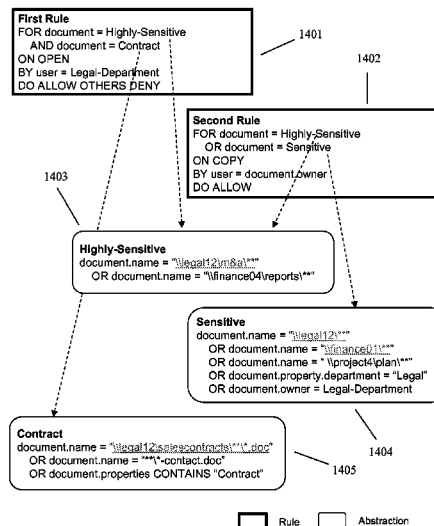 First Rule
FOR document = Highly-Sensitive
AND document = Contract
ON OPEN
BY user = Legal-Department
DO ALLOW OTHERS DENY
1401
1402
Second Rule
FOR document = Highly-Sensitive
OR document = Sensitive
ON COPY
BY user = document.owner
DO ALLOW
1403
Highly-Sensitive
document.name = "\\legal12\m&a\**"
OR document.name = "\\finance04\reports\**"
Sensitive
document.name = "\\legal12\**"
OR document.name = "\\finance01\**"
OR document.name = " \\project4\plan\**"
OR document.property.department = "Legal"
OR document.owner = Legal-Department
1404
Contract
document.name = "\\legal12\salescontracts\**\*.doc"
OR document.name = "**\*-contact.doc"
OR document.properties CONTAINS "Contract"
1405
Rule
Abstraction